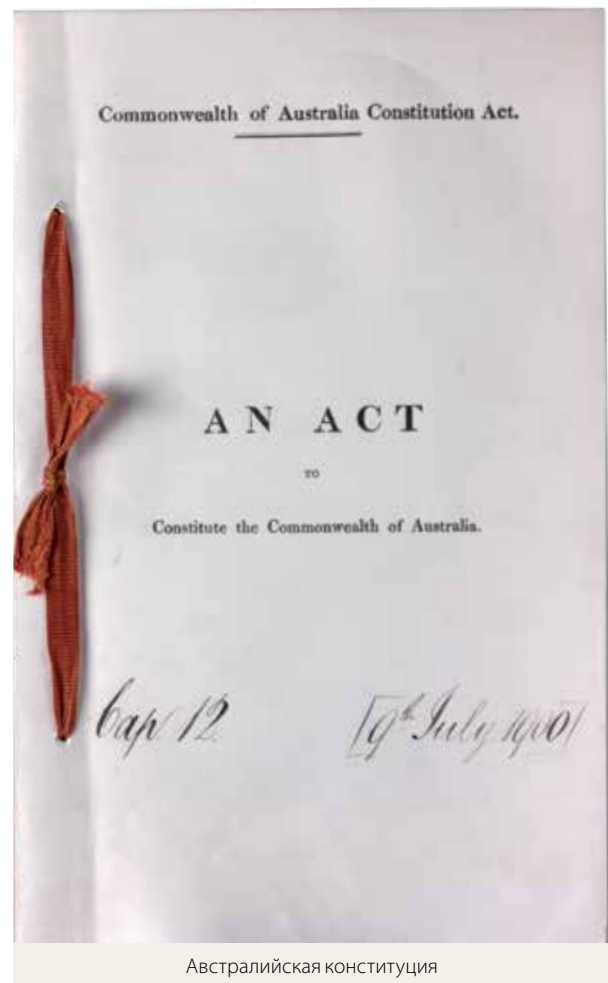 Commonwealth of Australia Constitution Act.
AN ACT
TO
Constitute the Commonwealth of Australia.
Cap 12 [9th July 1900]
Австралийская конституция